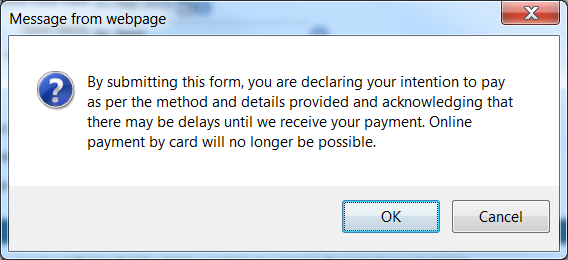 Message from webpage
By submitting this form, you are declaring your intention to pay
as per the method and details provided and acknowledging that
there may be delays until we receive your payment. Online
payment by card will no longer be possible.
OK Cancel